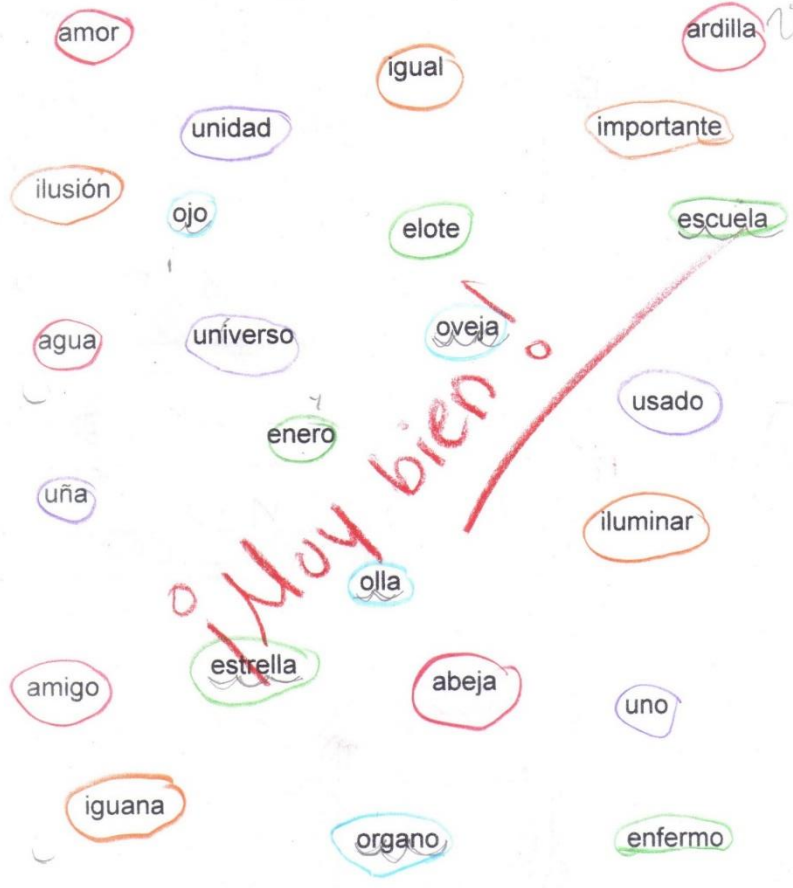 amor
ardilla
igual
unidad
importante
ilusión
ojo
elote
escuela
agua
universo
oveja
usado
enero
uña
iluminar
¡Muy bien!
olla
estrella
amigo
abeja
uno
iguana
organo
enfermo